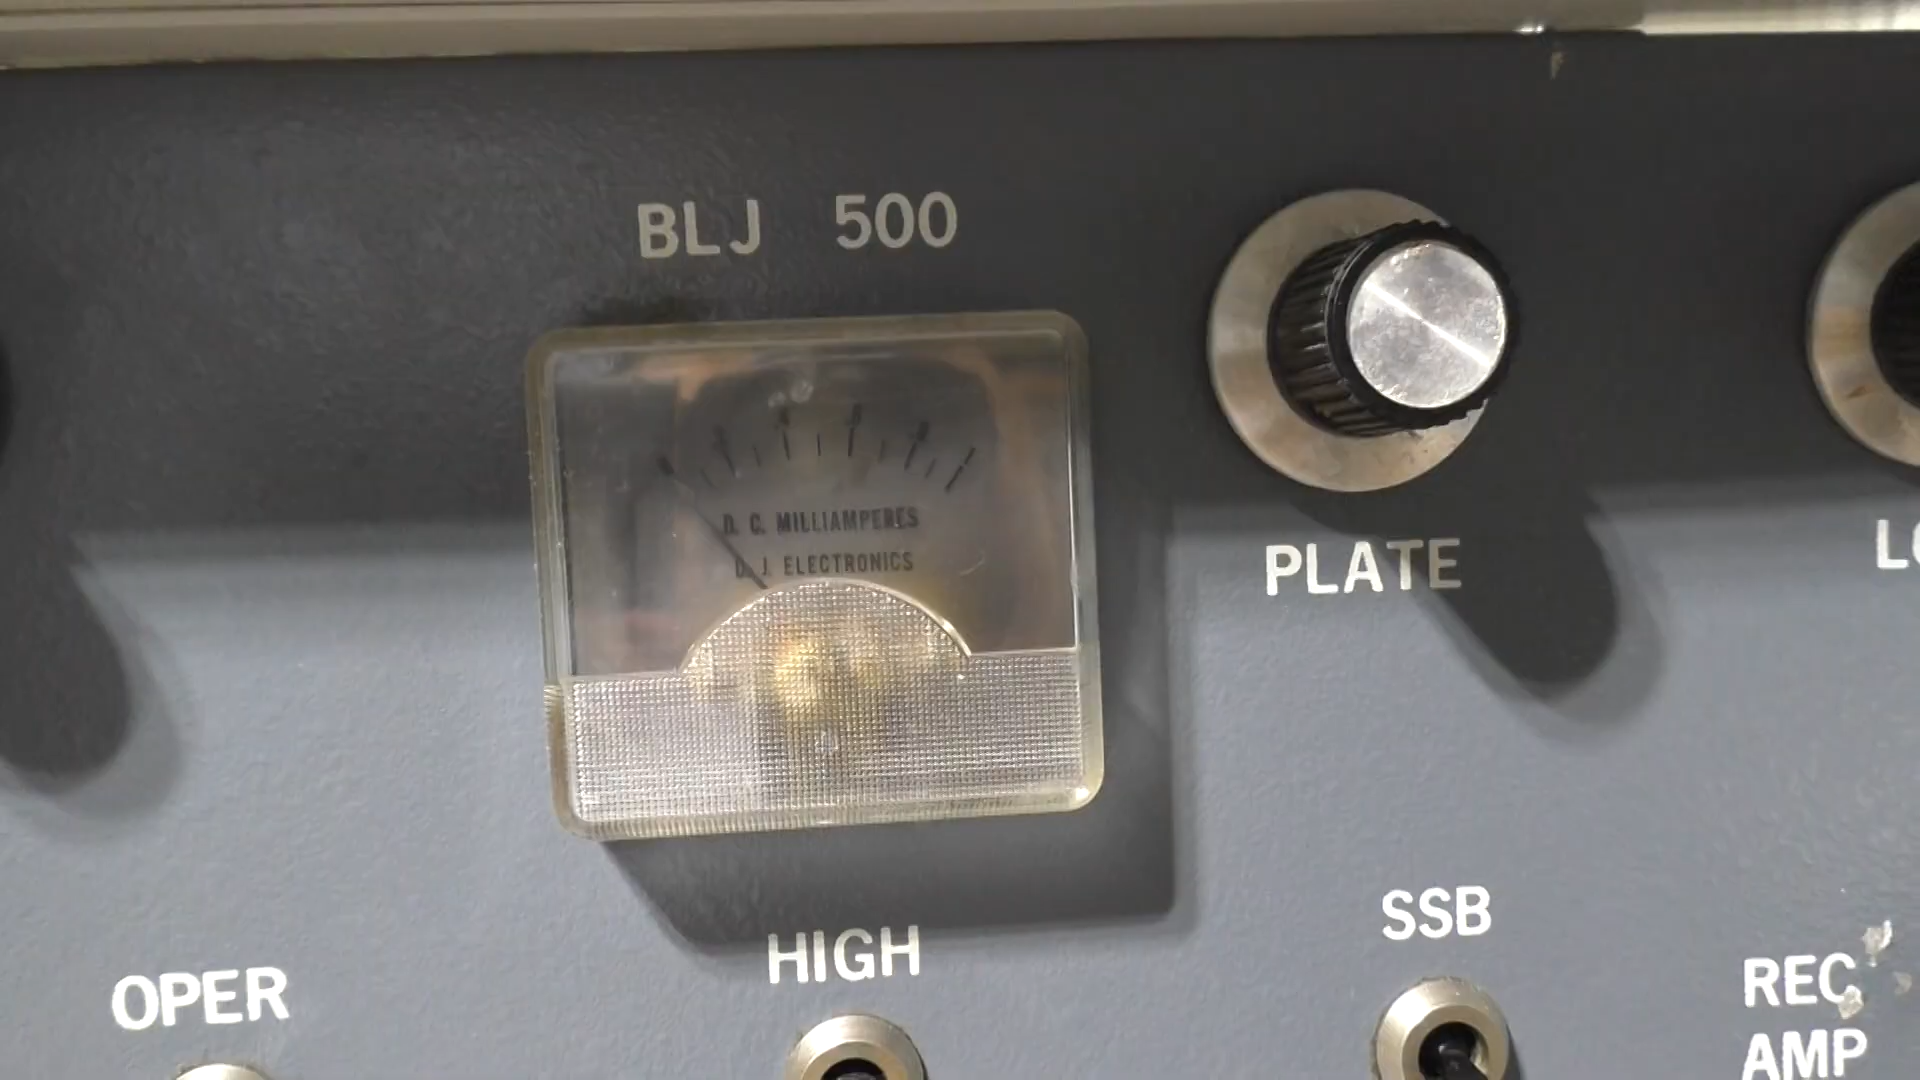 BLJ 500
D. C. MILLIAMPERES
D. J. ELECTRONICS
PLATE
OPER
HIGH
SSB
REC
AMP